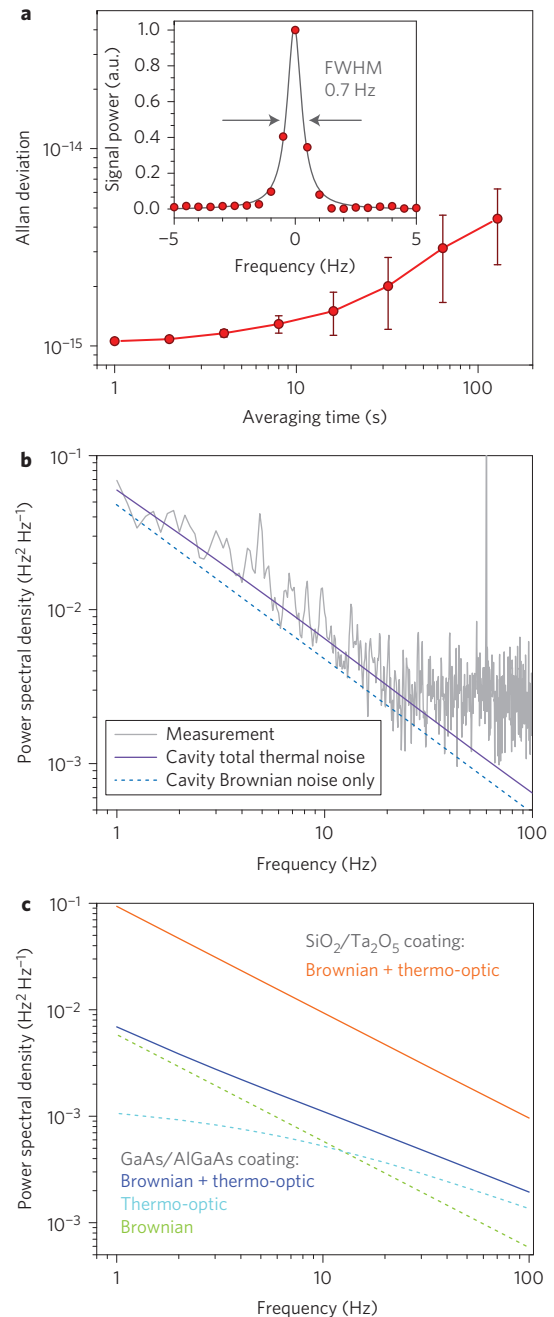 a
Allan deviation
10⁻¹⁴
10⁻¹⁵
1
10
100
Averaging time (s)
Signal power (a.u.)
1.0
0.8
0.6
0.4
0.2
0.0
−5
0
5
Frequency (Hz)
FWHM
0.7 Hz
b
Power spectral density (Hz² Hz⁻¹)
10⁻¹
10⁻²
10⁻³
Measurement
Cavity total thermal noise
Cavity Brownian noise only
1
10
100
Frequency (Hz)
c
Power spectral density (Hz² Hz⁻¹)
10⁻¹
10⁻²
10⁻³
10⁻³
SiO₂/Ta₂O₅ coating:
Brownian + thermo-optic
GaAs/AlGaAs coating:
Brownian + thermo-optic
Thermo-optic
Brownian
1
10
100
Frequency (Hz)